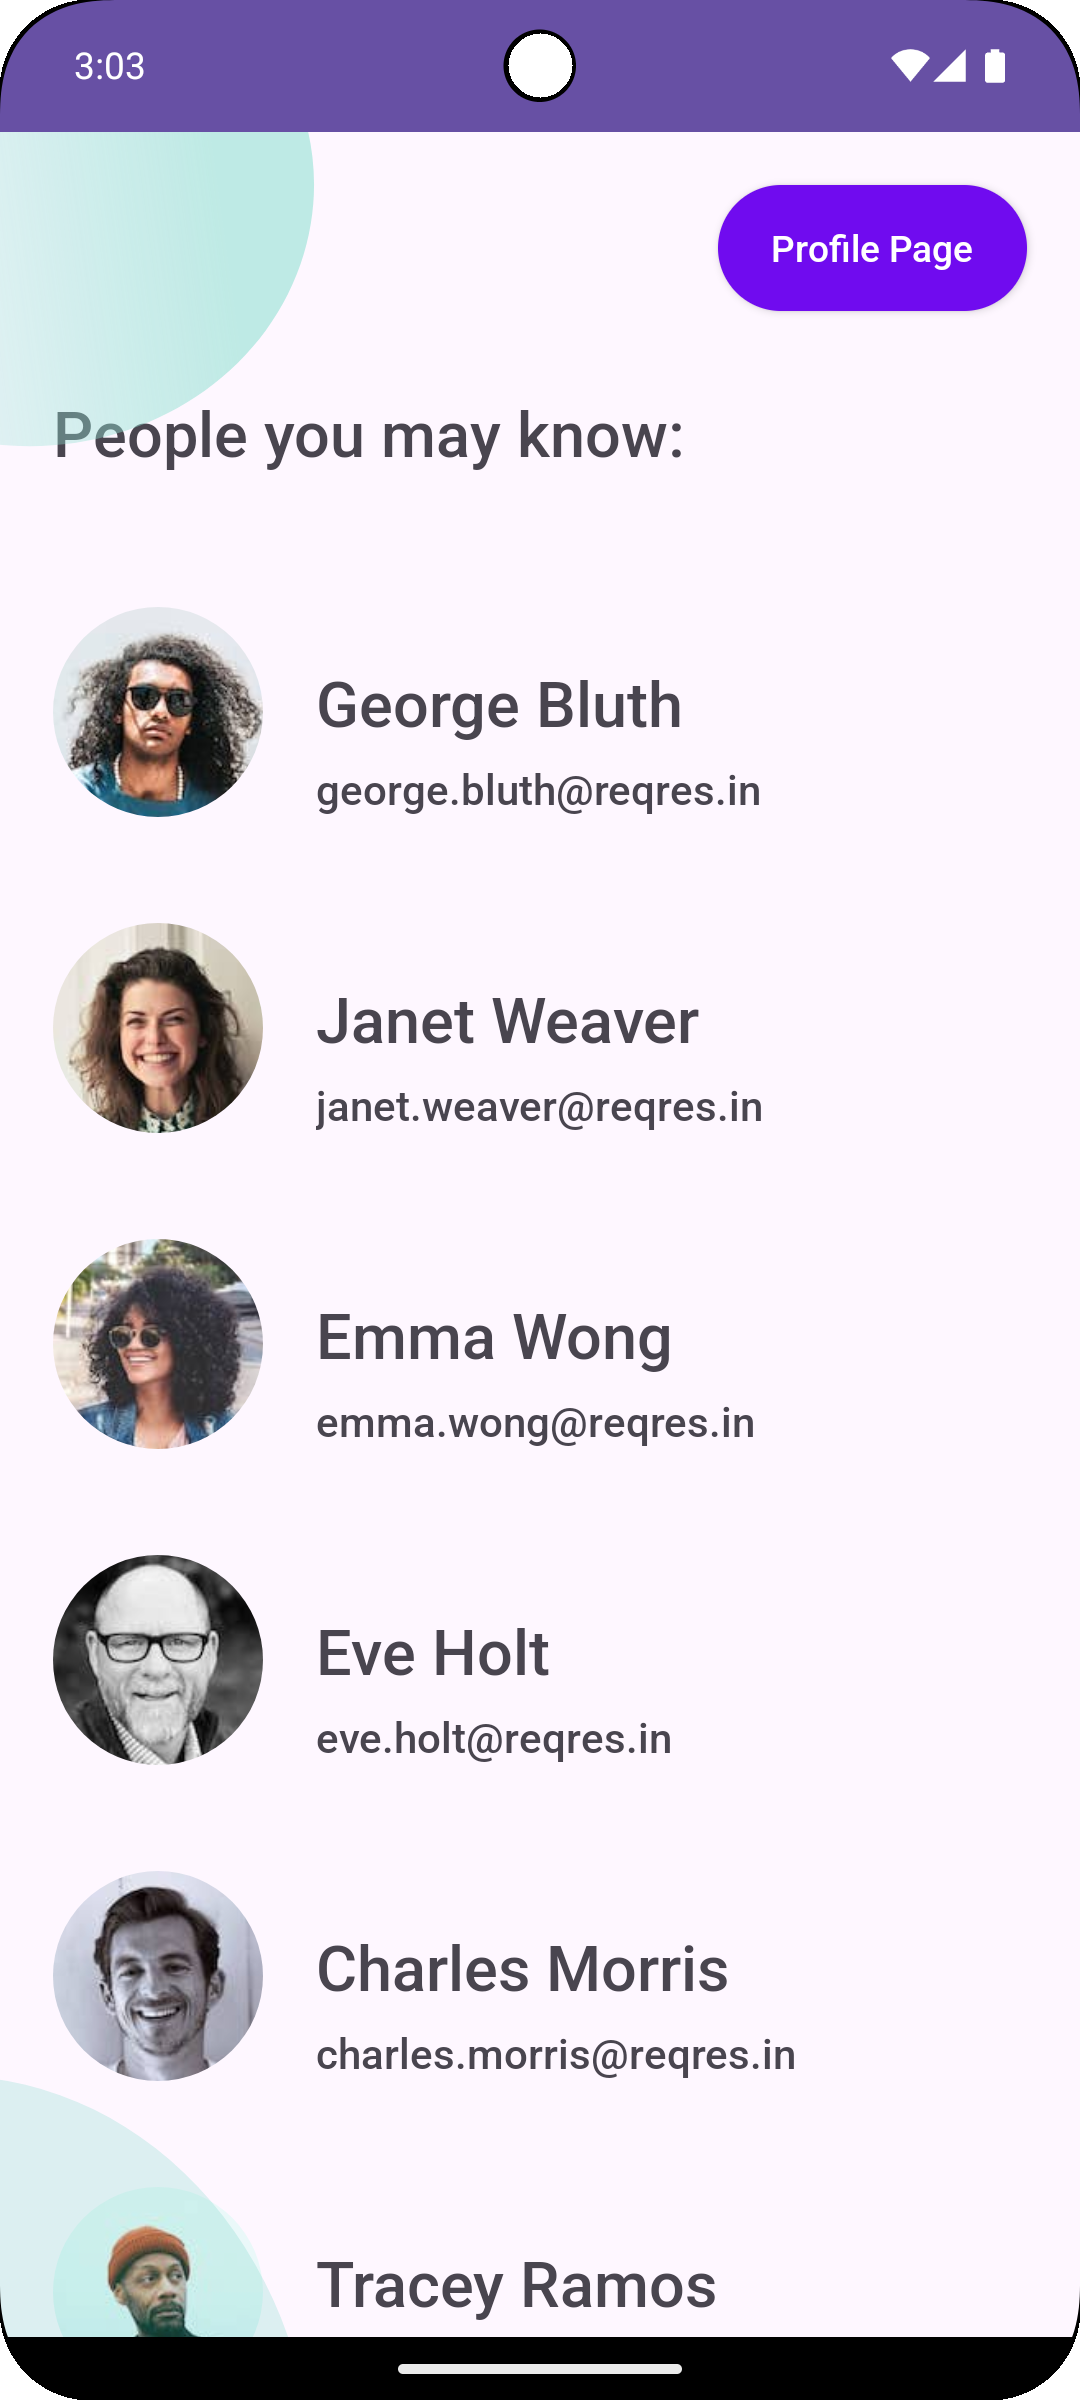 3:03
Profile Page
People you may know:
George Bluth
george.bluth@reqres.in
Janet Weaver
janet.weaver@reqres.in
Emma Wong
emma.wong@reqres.in
Eve Holt
eve.holt@reqres.in
Charles Morris
charles.morris@reqres.in
Tracey Ramos